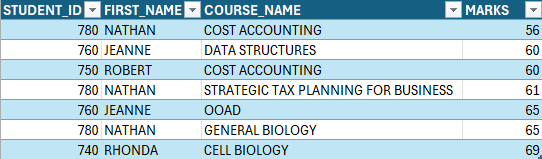 STUDENT_ID FIRST_NAME COURSE_NAME MARKS
780 NATHAN COST ACCOUNTING 56
760 JEANNE DATA STRUCTURES 60
750 ROBERT COST ACCOUNTING 60
780 NATHAN STRATEGIC TAX PLANNING FOR BUSINESS 61
760 JEANNE OOAD 65
780 NATHAN GENERAL BIOLOGY 65
740 RHONDA CELL BIOLOGY 69